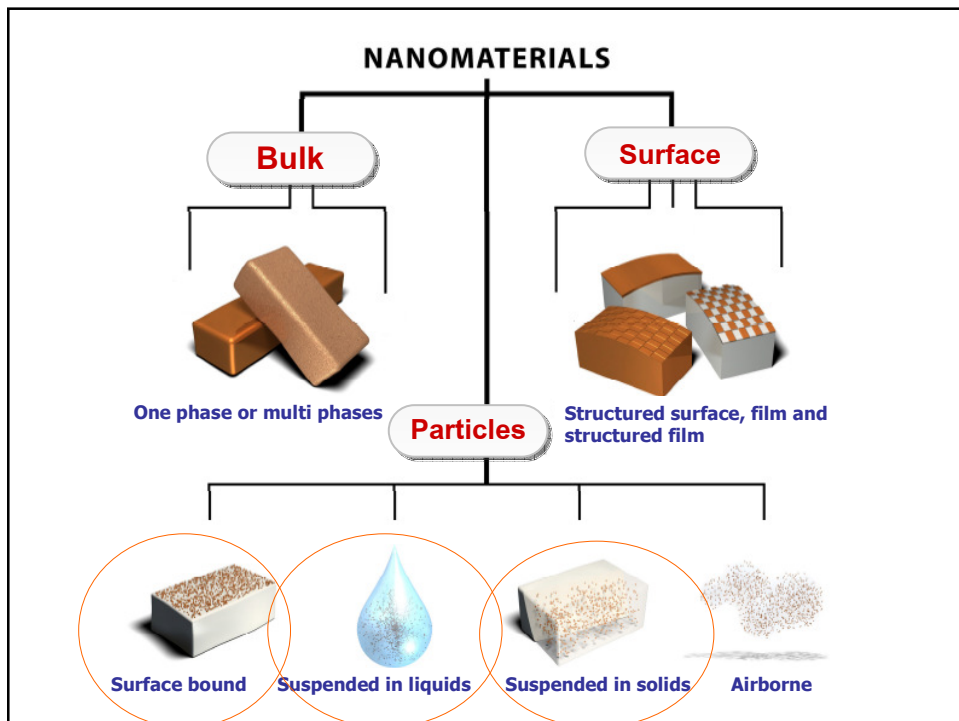 NANOMATERIALS
Bulk
Surface
One phase or multi phases
Structured surface, film and
structured film
Particles
Surface bound
Suspended in liquids
Suspended in solids
Airborne